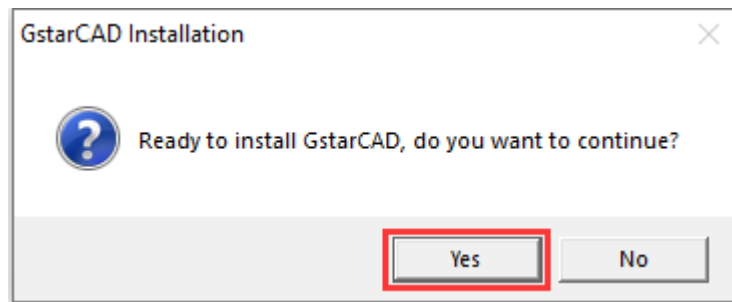 GstarCAD Installation
Ready to install GstarCAD, do you want to continue?
Yes
No